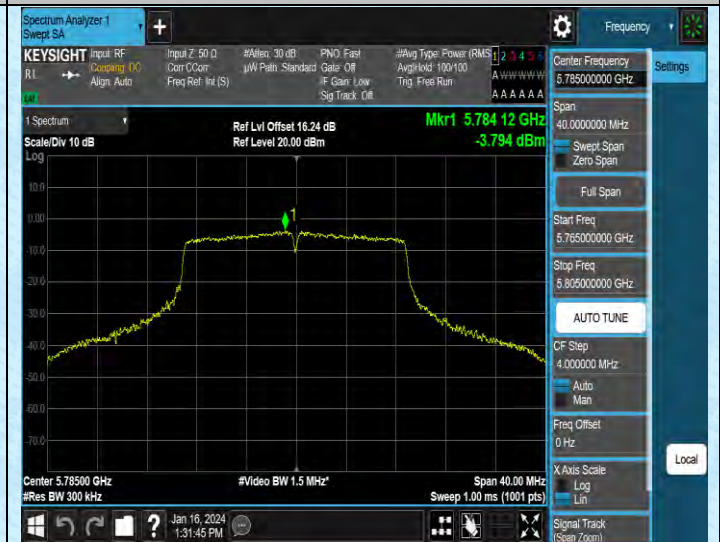 Spectrum Analyzer 1
Swept SA
Frequency
KEYSIGHT
RL
Input: RF
Coupling: DC
Align: Auto
Input Z: 50 Ω
Corr CCorr
Freq Ref: Int (S)
#Atten: 30 dB
µW Path: Standard
PNO: Fast
Gate: Off
IF Gain: Low
Sig Track: Off
#Avg Type: Power (RMS
Avg|Hold: 100/100
Trig: Free Run
1 2 3 4 5 6
A W W W W W
A A A A A A
1 Spectrum
Scale/Div 10 dB
Log
Ref Lvl Offset 16.24 dB
Ref Level 20.00 dBm
Mkr1 5.784 12 GHz
-3.794 dBm
1
10.0
0.00
-10.0
-20.0
-30.0
-40.0
-50.0
-60.0
-70.0
Center 5.78500 GHz
#Res BW 300 kHz
#Video BW 1.5 MHz*
Span 40.00 MHz
Sweep 1.00 ms (1001 pts)
Center Frequency
5.785000000 GHz
Settings
Span
40.0000000 MHz
Swept Span
Zero Span
Full Span
Start Freq
5.765000000 GHz
Stop Freq
5.805000000 GHz
AUTO TUNE
CF Step
4.000000 MHz
Auto
Man
Freq Offset
0 Hz
X Axis Scale
Log
Lin
Local
Signal Track
(Span Zoom)
?
Jan 16, 2024
1:31:45 PM